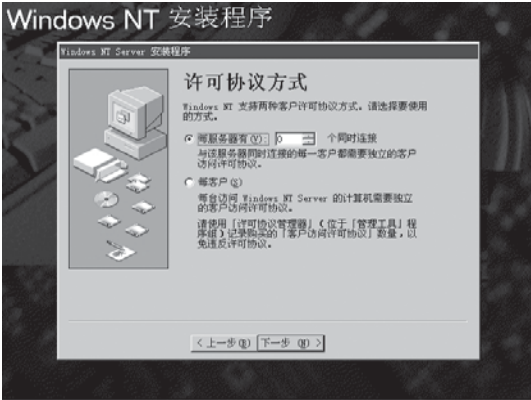 Windows NT 安装程序
Windows NT Server 安装程序
许可协议方式
Windows NT 支持两种客户许可协议方式。请选择要使用
的方式。
每服务器有(V): 0 个同时连接
与该服务器同时连接的每一客户都需要独立的客户
访问许可协议。
每客户(S)
每台访问 Windows NT Server 的计算机需要独立
的客户访问许可协议。
请使用「许可协议管理器」(位于「管理工具」程
序组)记录购买的「客户访问许可协议」数量，以
免违反许可协议。
<上一步(B) 下一步 (N) >